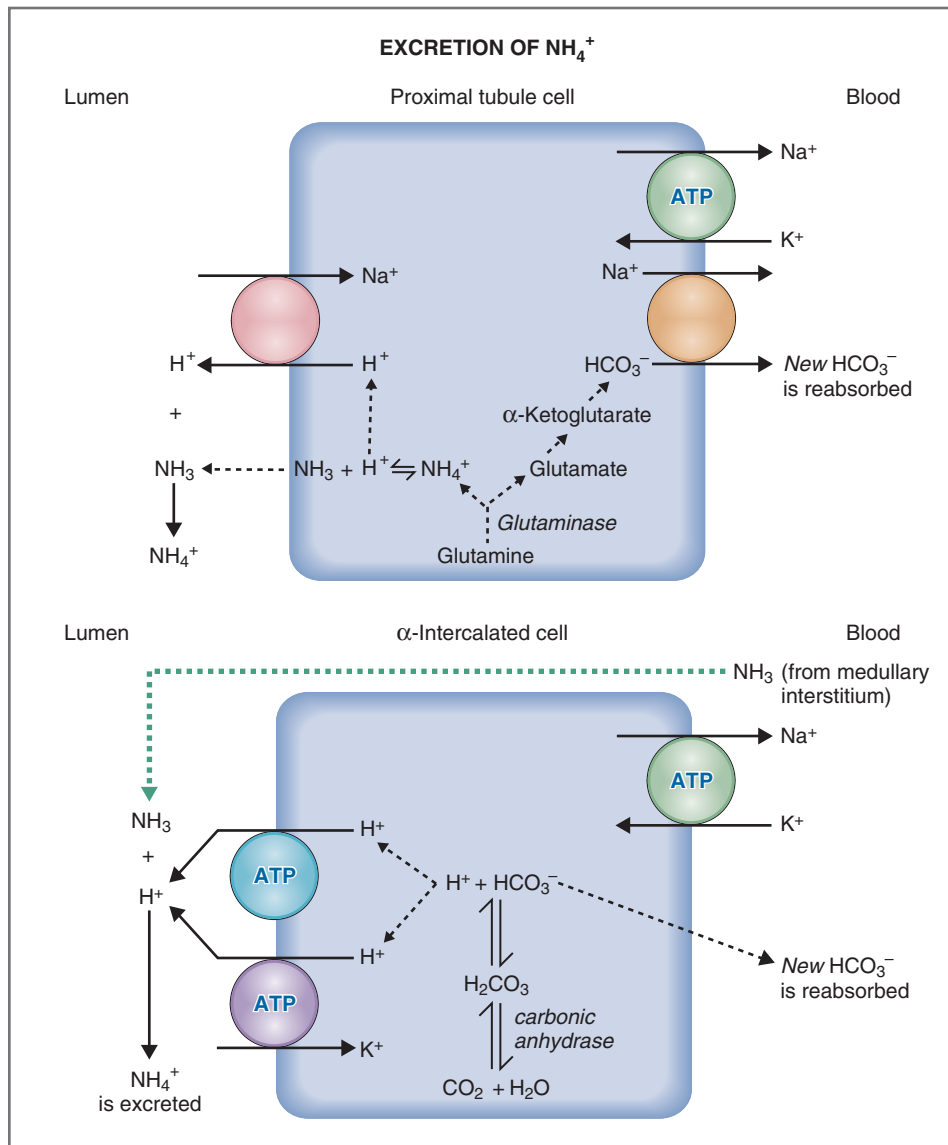 EXCRETION OF NH₄⁺
Lumen Proximal tubule cell Blood
Na⁺
ATP
K⁺
Na⁺ Na⁺
H⁺ H⁺ HCO₃⁻ New HCO₃⁻
is reabsorbed
α-Ketoglutarate
+
NH₃ NH₃ + H⁺ ⇌ NH₄⁺ Glutamate
Glutaminase
NH₄⁺ Glutamine
Lumen α-Intercalated cell Blood
NH₃ (from medullary
interstitium)
Na⁺
ATP
NH₃ H⁺ K⁺
+
ATP
H⁺ H⁺ + HCO₃⁻
H⁺
New HCO₃⁻
is reabsorbed
H₂CO₃
ATP carbonic
anhydrase
K⁺
NH₄⁺ CO₂ + H₂O
is excreted